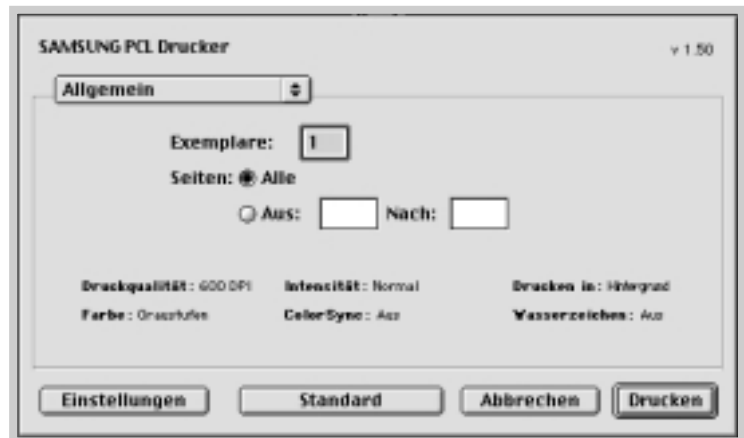 SAMSUNG PCL Drucker v 1.50
Allgemein
Exemplare: 1
Seiten: Alle
Aus: Nach:
Druckqualität: 600 DPI Intensität: Normal Drucken in: Hintergrund
Farbe: Graustufen ColorSync: Aus Wasserzeichen: Aus
Einstellungen Standard Abbrechen Drucken